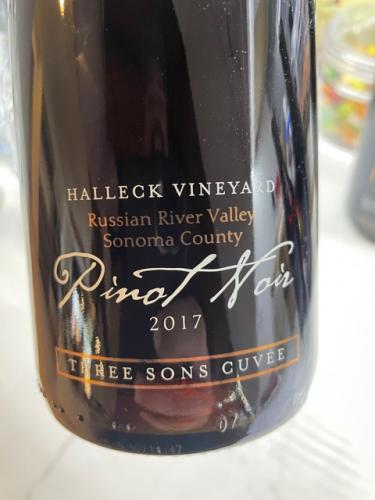 HALLECK VINEYARD
Russian River Valley
Sonoma County
Pinot Noir
2017
THREE SONS CUVÉE